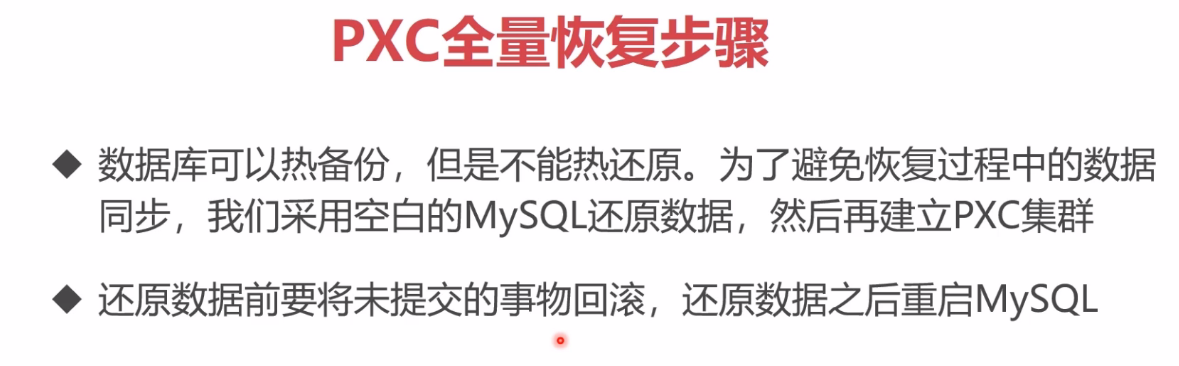 PXC全量恢复步骤
◆ 数据库可以热备份，但是不能热还原。为了避免恢复过程中的数据
同步，我们采用空白的MySQL还原数据，然后再建立PXC集群
◆ 还原数据前要将未提交的事物回滚，还原数据之后重启MySQL